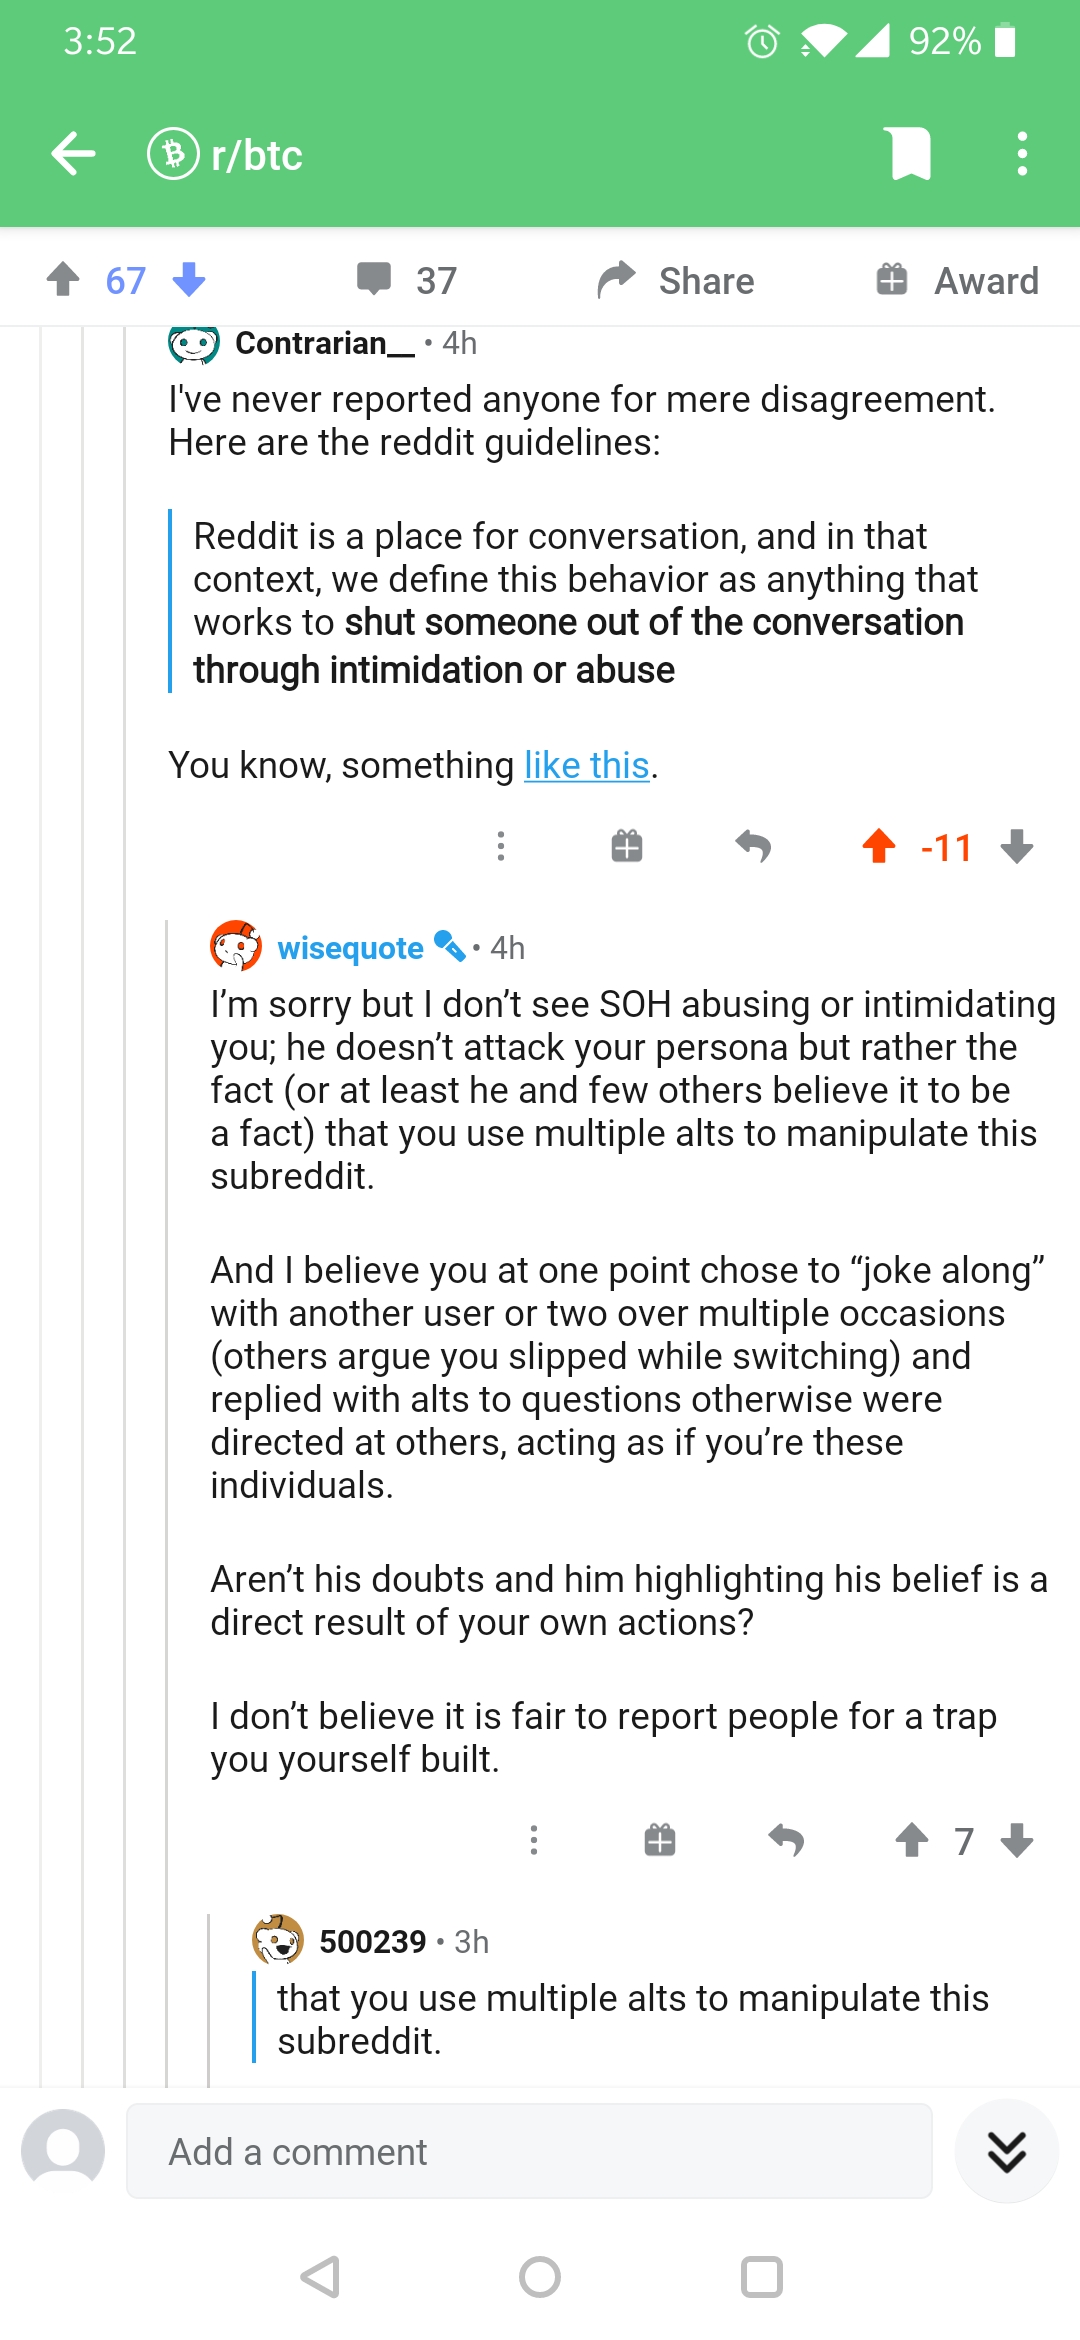 3:52
92%
r/btc
67
37
Share
Award
Contrarian__ • 4h
I've never reported anyone for mere disagreement.
Here are the reddit guidelines:
Reddit is a place for conversation, and in that
context, we define this behavior as anything that
works to shut someone out of the conversation
through intimidation or abuse
You know, something like this.
-11
wisequote • 4h
I’m sorry but I don’t see SOH abusing or intimidating
you; he doesn’t attack your persona but rather the
fact (or at least he and few others believe it to be
a fact) that you use multiple alts to manipulate this
subreddit.
And I believe you at one point chose to “joke along”
with another user or two over multiple occasions
(others argue you slipped while switching) and
replied with alts to questions otherwise were
directed at others, acting as if you’re these
individuals.
Aren’t his doubts and him highlighting his belief is a
direct result of your own actions?
I don’t believe it is fair to report people for a trap
you yourself built.
7
500239 • 3h
that you use multiple alts to manipulate this
subreddit.
Add a comment